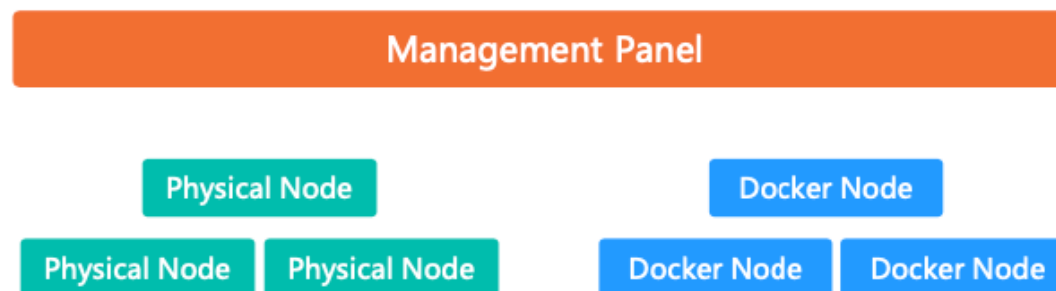 Management Panel
Physical Node
Docker Node
Physical Node Physical Node
Docker Node Docker Node